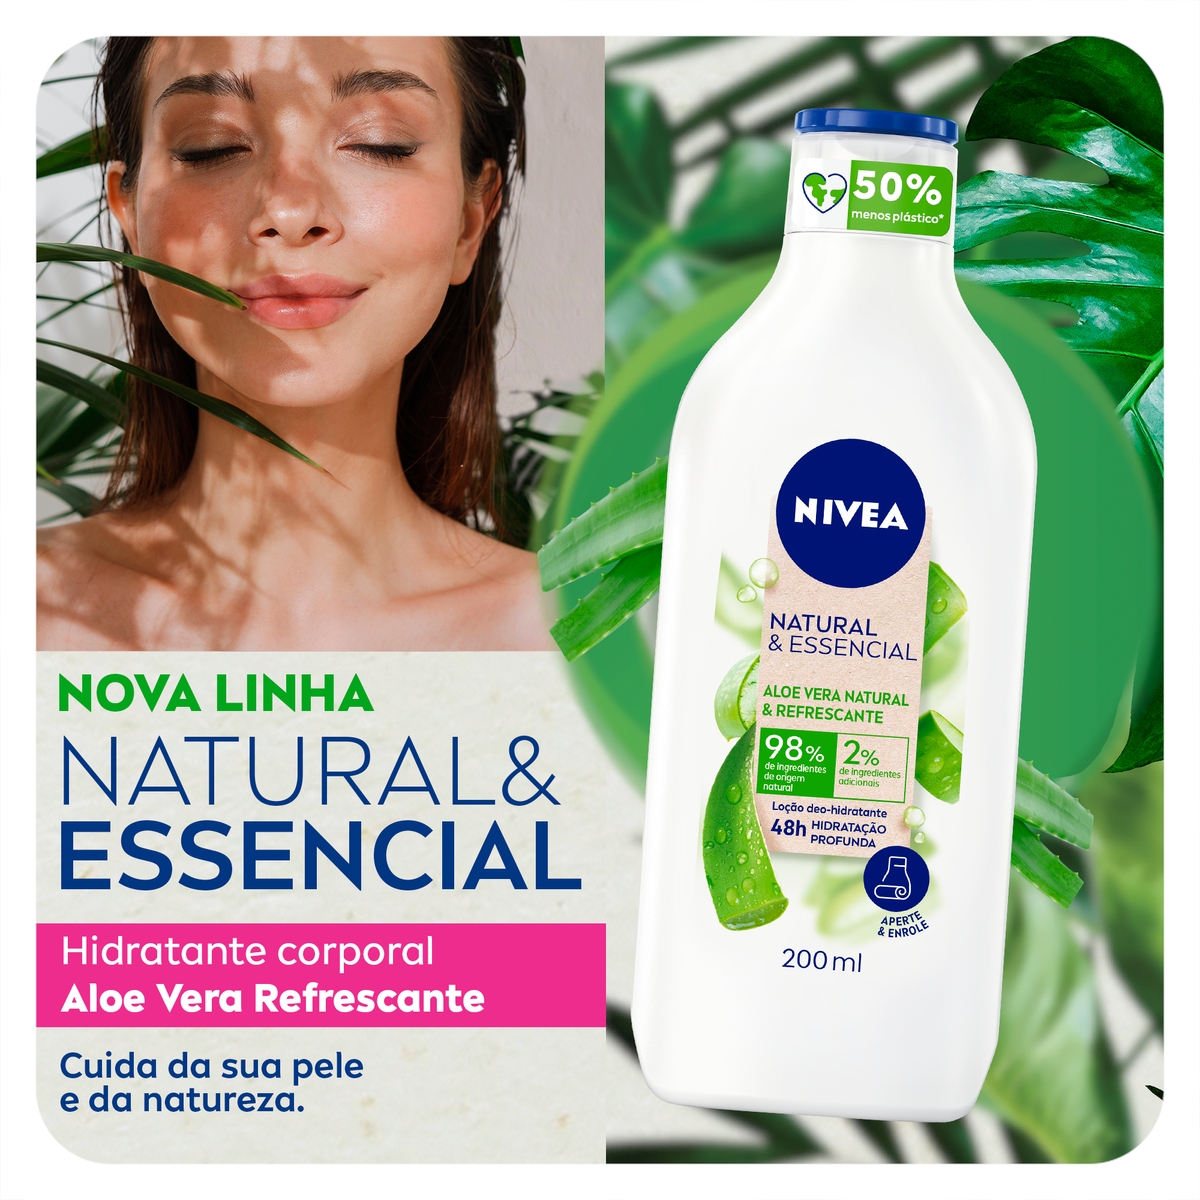 NOVA LINHA
NATURAL&
ESSENCIAL
Hidratante corporal
Aloe Vera Refrescante
Cuida da sua pele
e da natureza.
50%
menos plástico*
NIVEA
NATURAL
& ESSENCIAL
ALOE VERA NATURAL
& REFRESCANTE
98%
de ingredientes
de origem
natural
2%
de ingredientes
adicionais
Loção deo-hidratante
48h HIDRATAÇÃO
PROFUNDA
APERTE
& ENROLE
200 ml